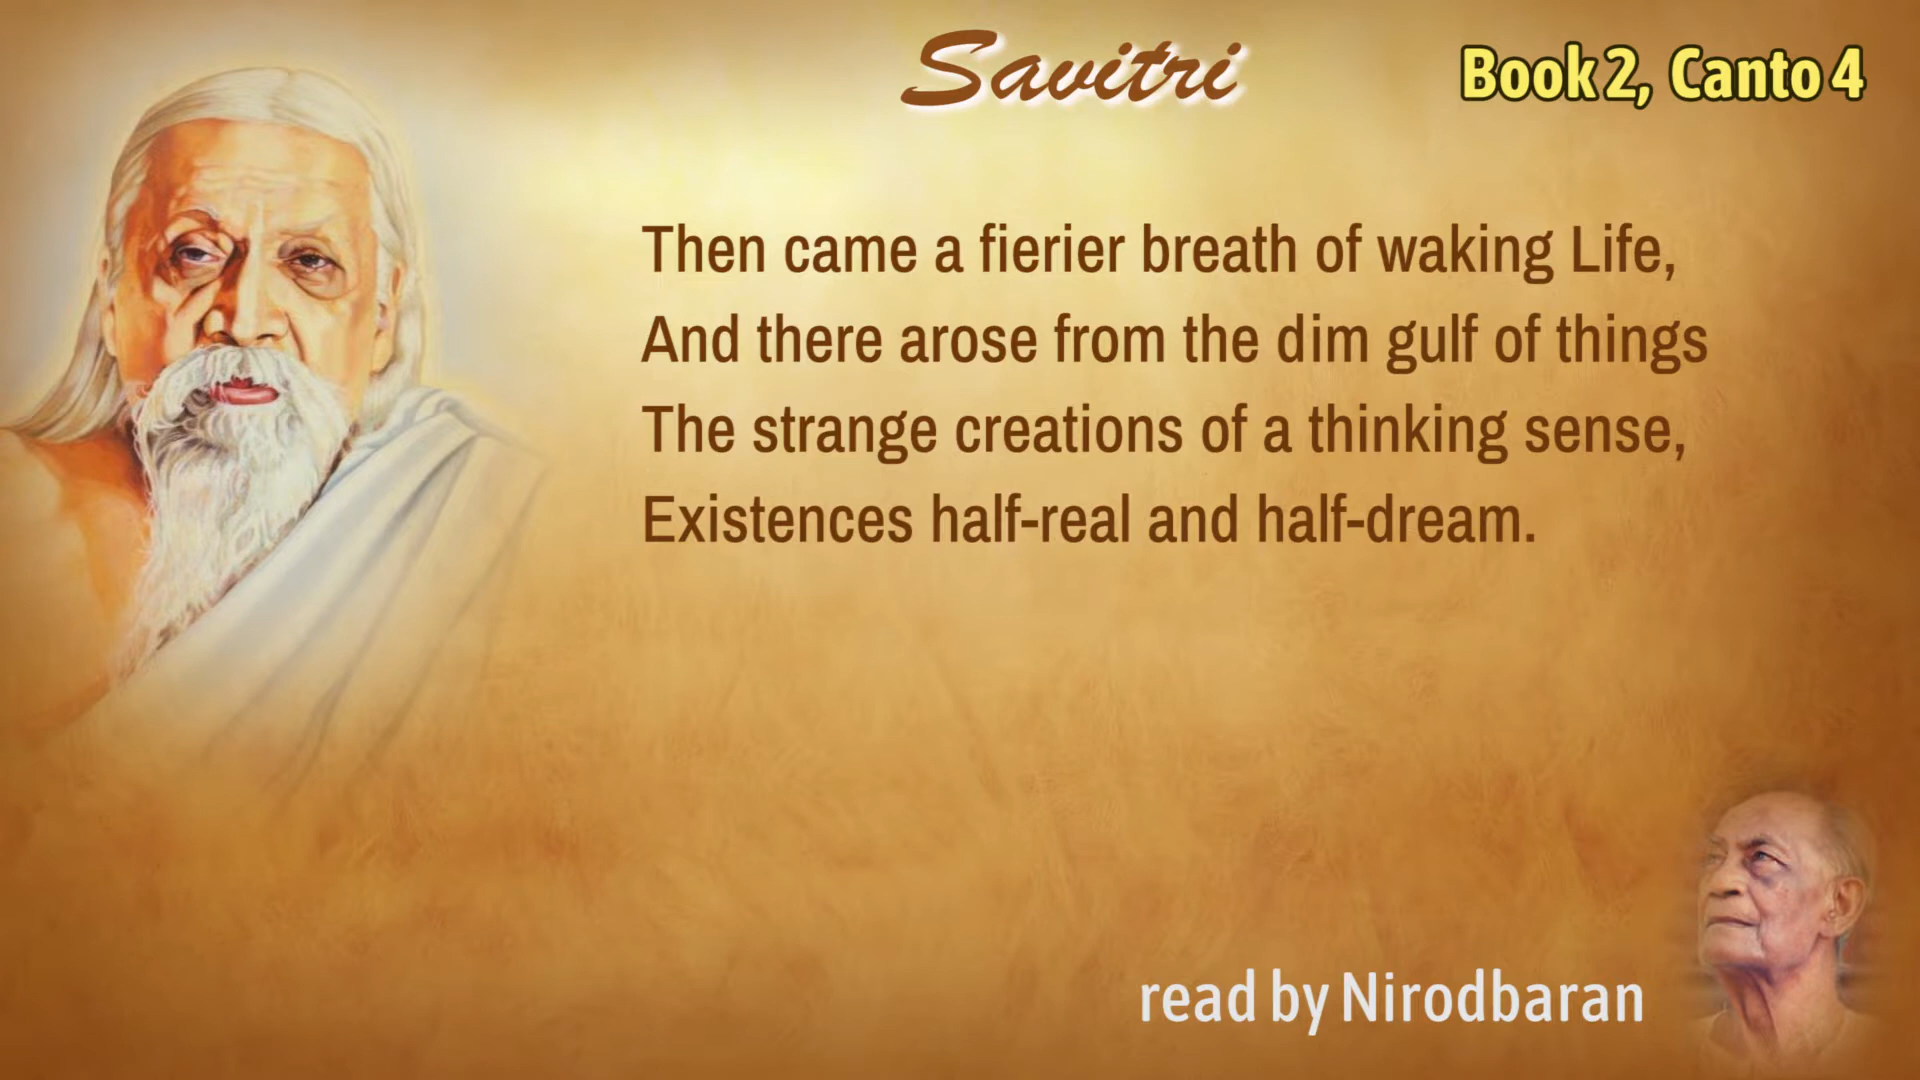 Savitri
Book 2, Canto 4
Then came a fierier breath of waking Life,
And there arose from the dim gulf of things
The strange creations of a thinking sense,
Existences half-real and half-dream.
read by Nirodbaran